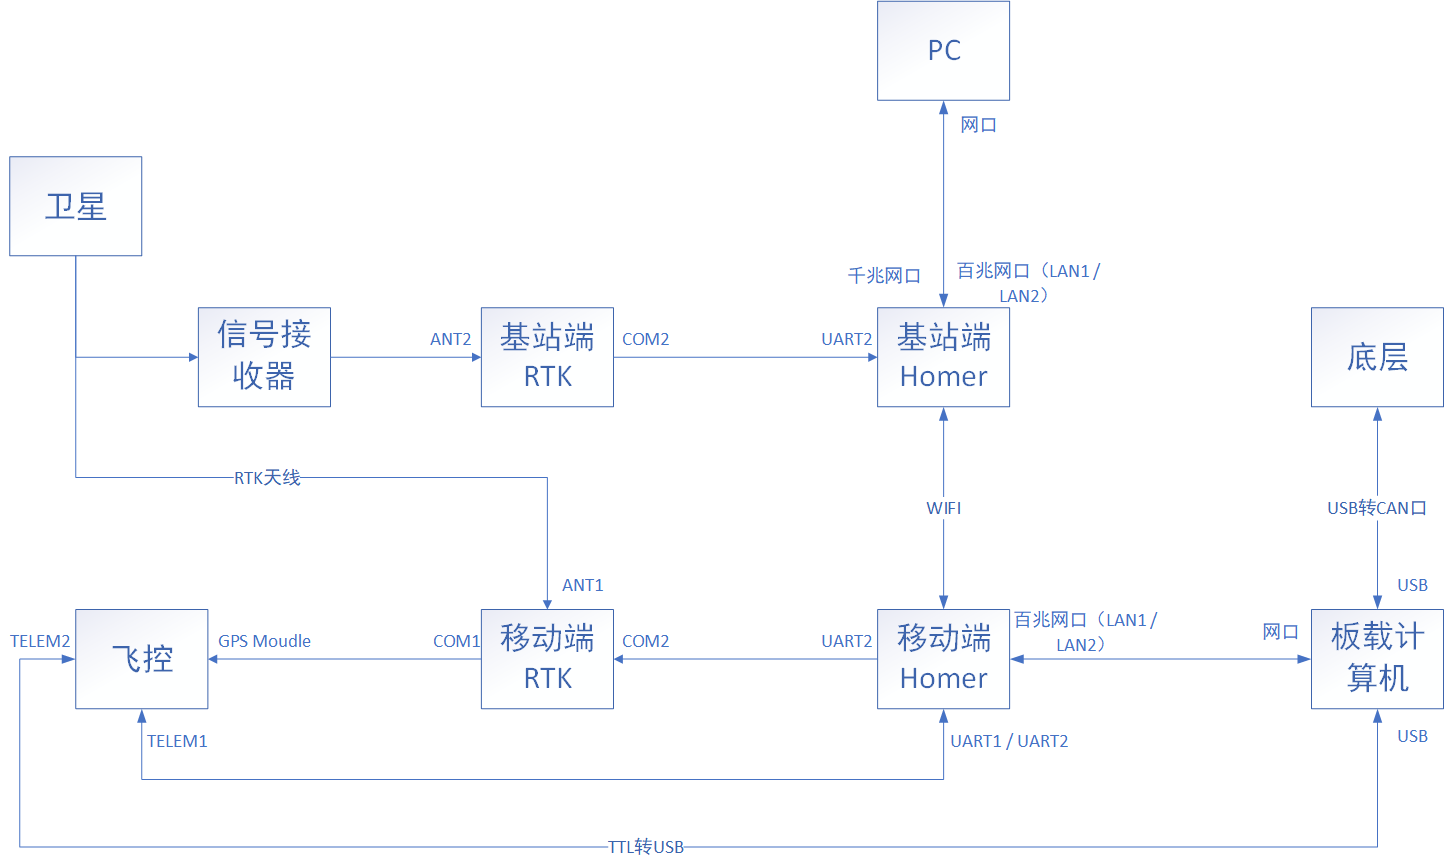 PC
网口
卫星
千兆网口
百兆网口（LAN1 /
LAN2）
信号接
收器
ANT2
基站端
RTK
COM2
UART2
基站端
Homer
底层
RTK天线
WIFI
USB转CAN口
ANT1
USB
TELEM2
飞控
GPS Moudle
COM1
移动端
RTK
COM2
UART2
移动端
Homer
百兆网口（LAN1 /
LAN2）
网口
板载计
算机
TELEM1
UART1 / UART2
USB
TTL转USB